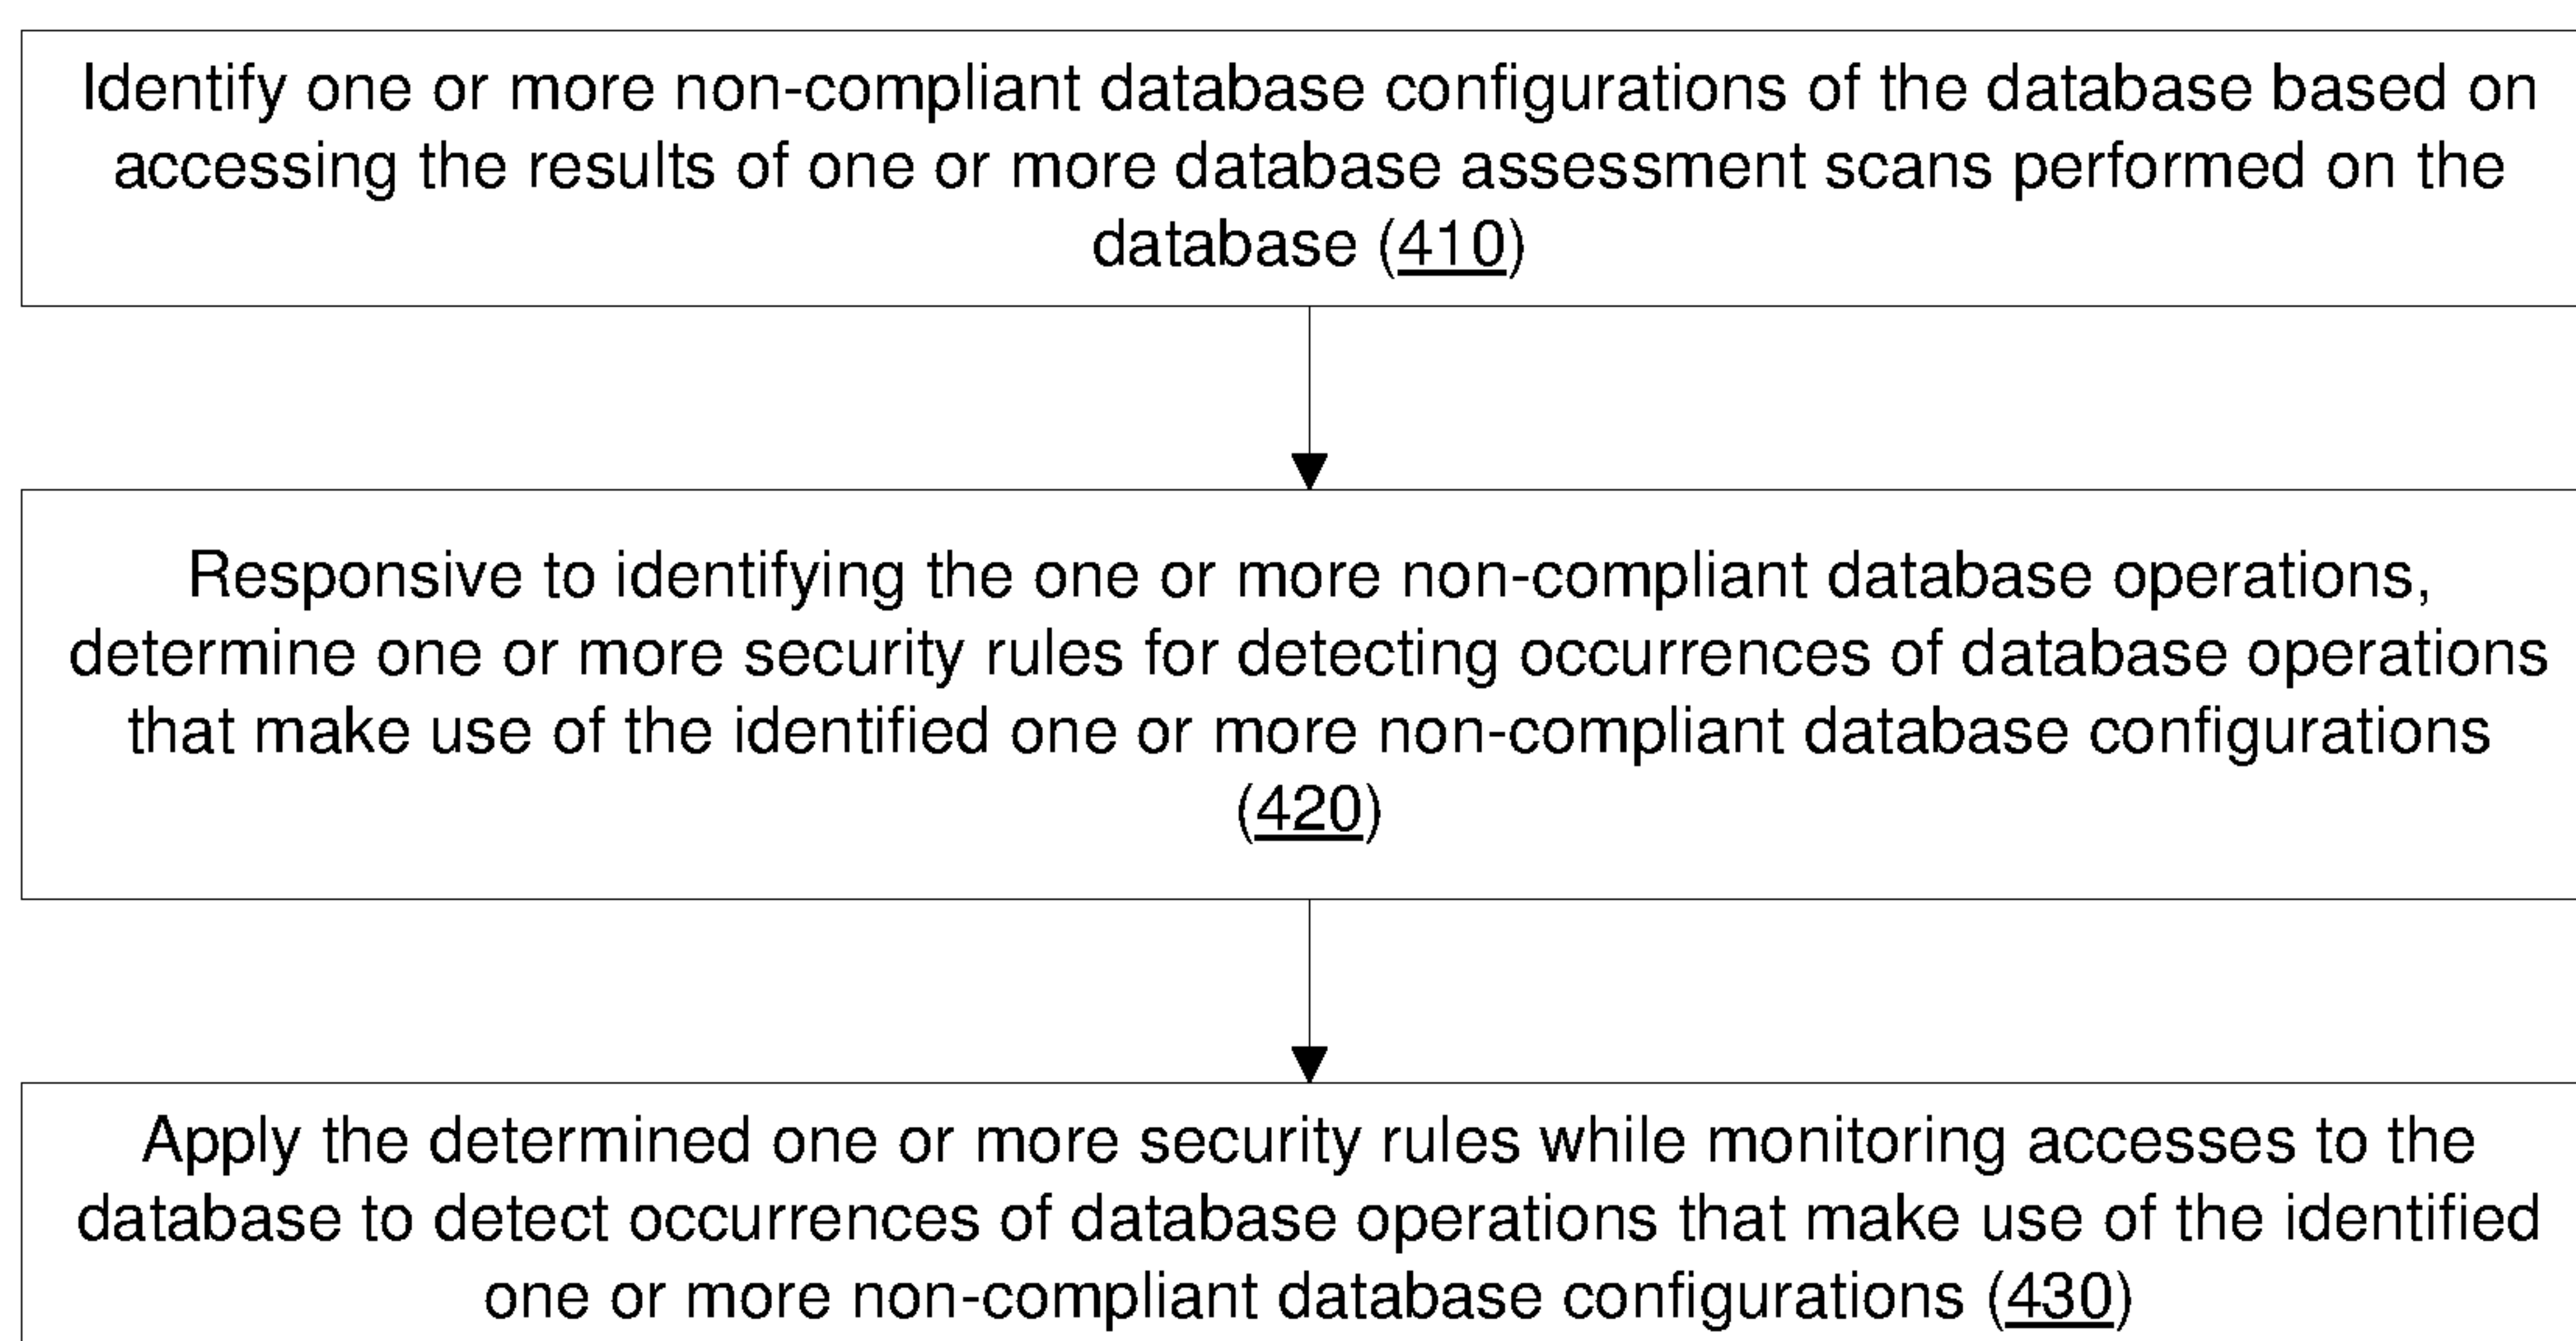 Identify one or more non-compliant database configurations of the database based on
accessing the results of one or more database assessment scans performed on the
database (410)
Responsive to identifying the one or more non-compliant database operations,
determine one or more security rules for detecting occurrences of database operations
that make use of the identified one or more non-compliant database configurations
(420)
Apply the determined one or more security rules while monitoring accesses to the
database to detect occurrences of database operations that make use of the identified
one or more non-compliant database configurations (430)